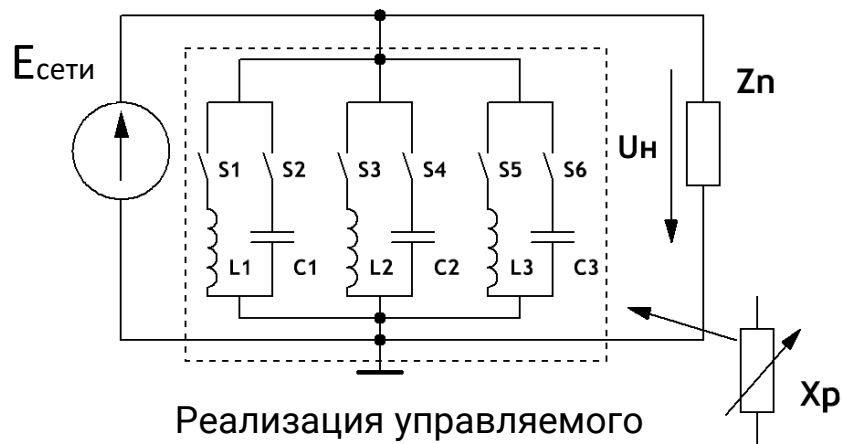 Eсети
Zn
S1 S2 S3 S4 S5 S6
Uн
L1 C1 L2 C2 L3 C3
Xp
Реализация управляемого